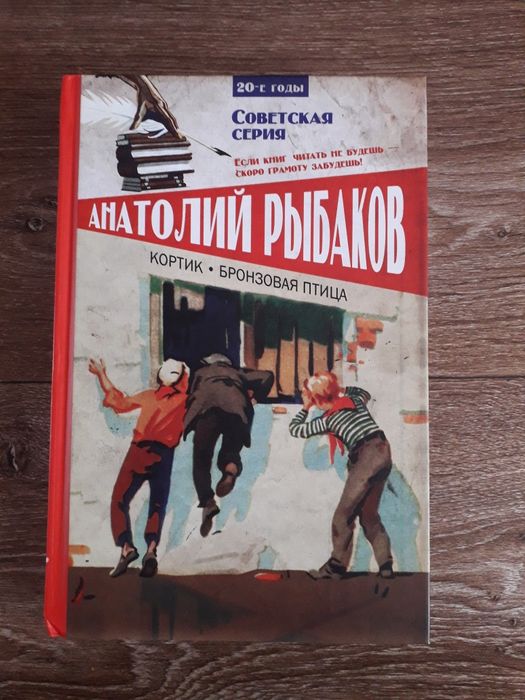 20-е годы
Советская
серия
Если книг читать не будешь —
скоро грамоту забудешь!
АНАТОЛИЙ РЫБАКОВ
КОРТИК • БРОНЗОВАЯ ПТИЦА